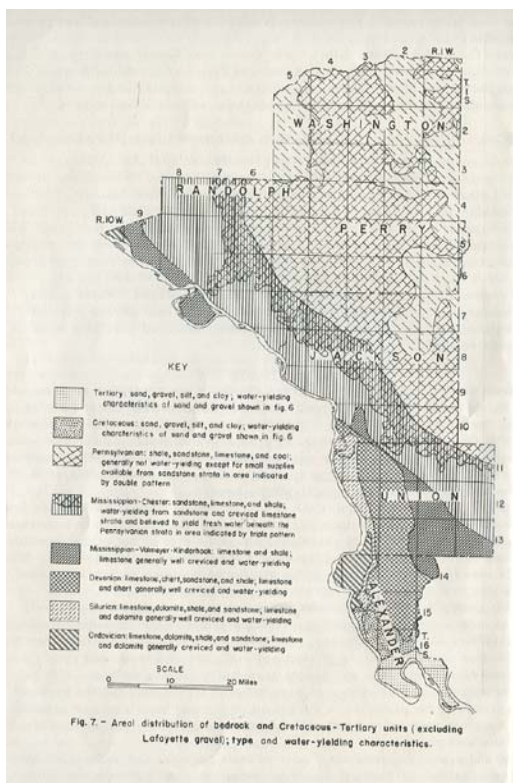 R.I W.
2
3
4
5
T.
I
S.
WASHINGTON
2
3
8 7 6
RANDOLPH
4
R.10W. 9
PERRY
5
6
7
KEY
JACKSON
8
9
10
Tertiary: sand, gravel, silt, and clay; water-yielding
characteristics of sand and gravel shown in fig. 6
Cretaceous: sand, gravel, silt, and clay; water-yielding
charcteristics of sand and gravel shown in fig. 6
Pennsylvanian: shale, sandstone, limestone, and coal;
generally not water-yielding except for small supplies
available from sandstone strata in area indicated
by double pattern
11
Mississippian-Chester: sandstone, limestone, and shale;
water-yielding from sandstone and creviced limestone
strata and believed to yield fresh water beneath the
Pennsylvanian strata in area indicated by triple pattern
UNION
12
13
Mississippian-Valmeyer-Kinderhook: limestone and shale;
limestone generally well creviced and water-yielding
14
Devonian: limestone, chert, sandstone, and shale; limestone
and chert generally well creviced and water-yielding
ALEXANDER
15
Silurian: limestone, dolomite, shale, and sandstone; limestone
and dolomite generally well creviced and water-yielding
T.
16
S.
Ordovician: limestone, dolomite, shale, and sandstone; limestone
and dolomite generally creviced and water-yielding
SCALE
0 10 20 Miles
Fig. 7. - Areal distribution of bedrock and Cretaceous-Tertiary units (excluding
Lafayette gravel); type and water-yielding characteristics.